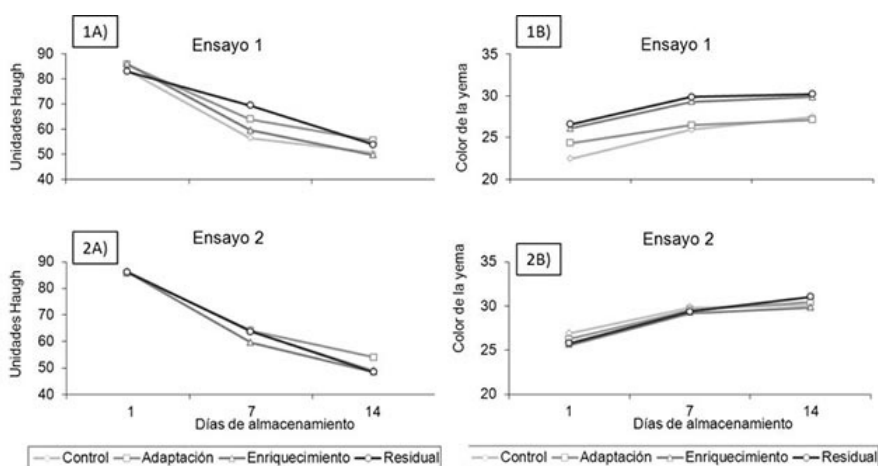 1A)
Ensayo 1
Unidades Haugh
90
80
70
60
50
40
1B)
Ensayo 1
Color de la yema
35
30
25
20
2A)
Ensayo 2
Unidades Haugh
90
80
70
60
50
40
1 7 14
Días de almacenamiento
2B)
Ensayo 2
Color de la yema
35
30
25
20
1 7 14
Días de almacenamiento
Control Adaptación Enriquecimiento Residual
Control Adaptación Enriquecimiento Residual